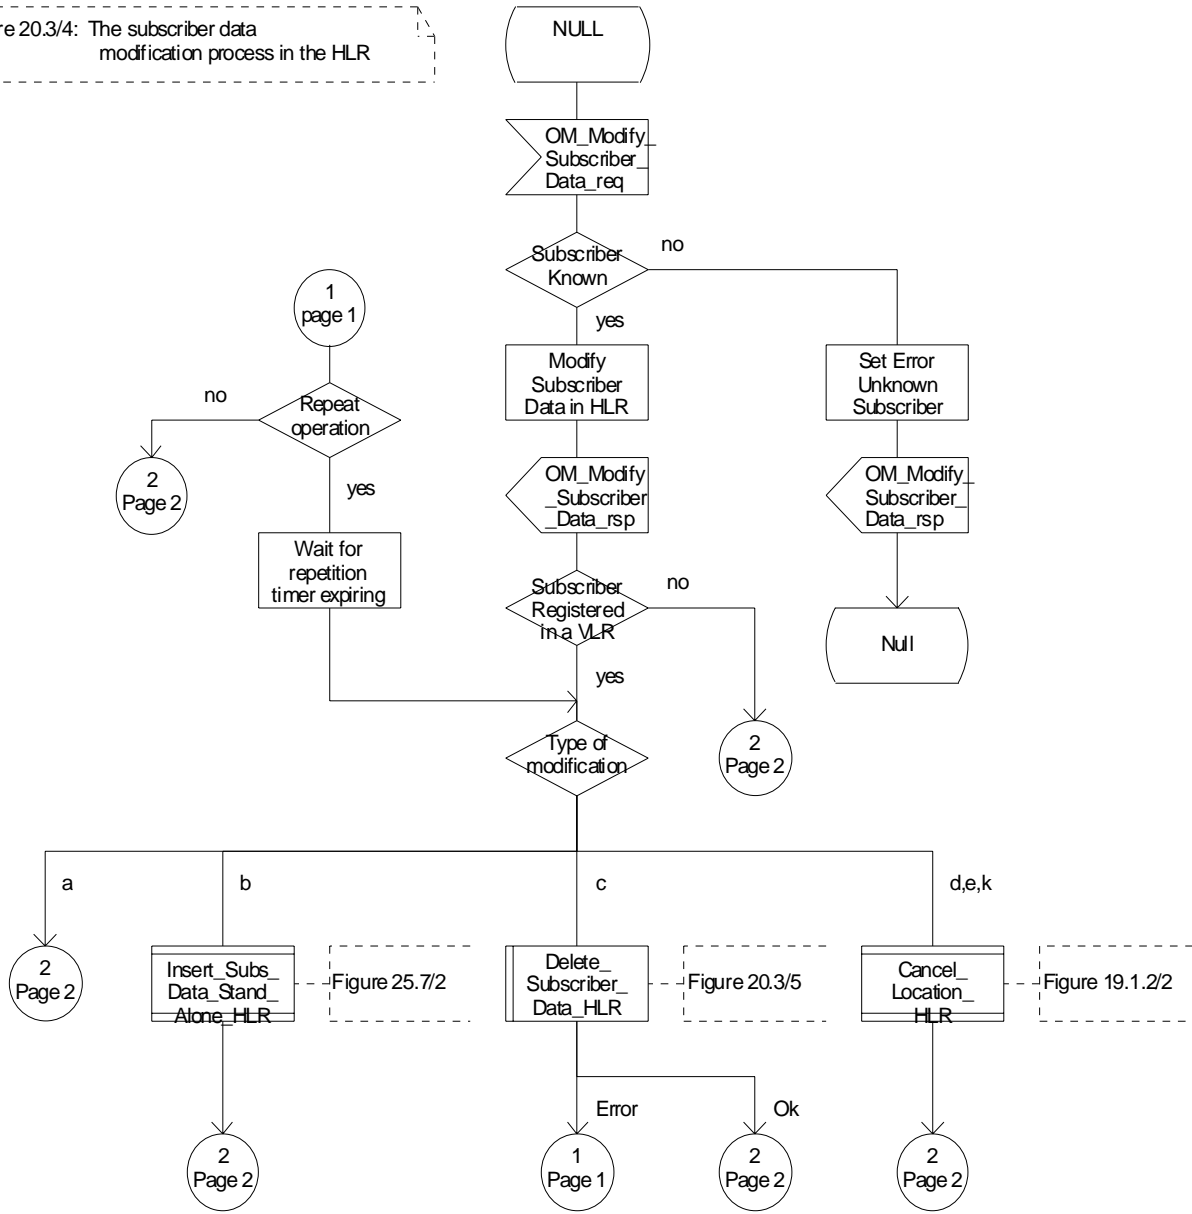 re 20.3/4: The subscriber data
modification process in the HLR
NULL
OM_Modify_
Subscriber_
Data_req
Subscriber
Known
no
yes
1
page 1
Repeat
operation
no
2
Page 2
yes
Wait for
repetition
timer expiring
Modify
Subscriber
Data in HLR
Set Error
Unknown
Subscriber
OM_Modify
_Subscriber
_Data_rsp
OM_Modify_
Subscriber_
Data_rsp
Subscriber
Registered
in a VLR
no
yes
Null
2
Page 2
Type of
modification
a
b
c
d,e,k
2
Page 2
Insert_Subs_
Data_Stand_
Alone_HLR
Figure 25.7/2
Delete_
Subscriber_
Data_HLR
Figure 20.3/5
Cancel_
Location_
HLR
Figure 19.1.2/2
Error
Ok
2
Page 2
1
Page 1
2
Page 2
2
Page 2